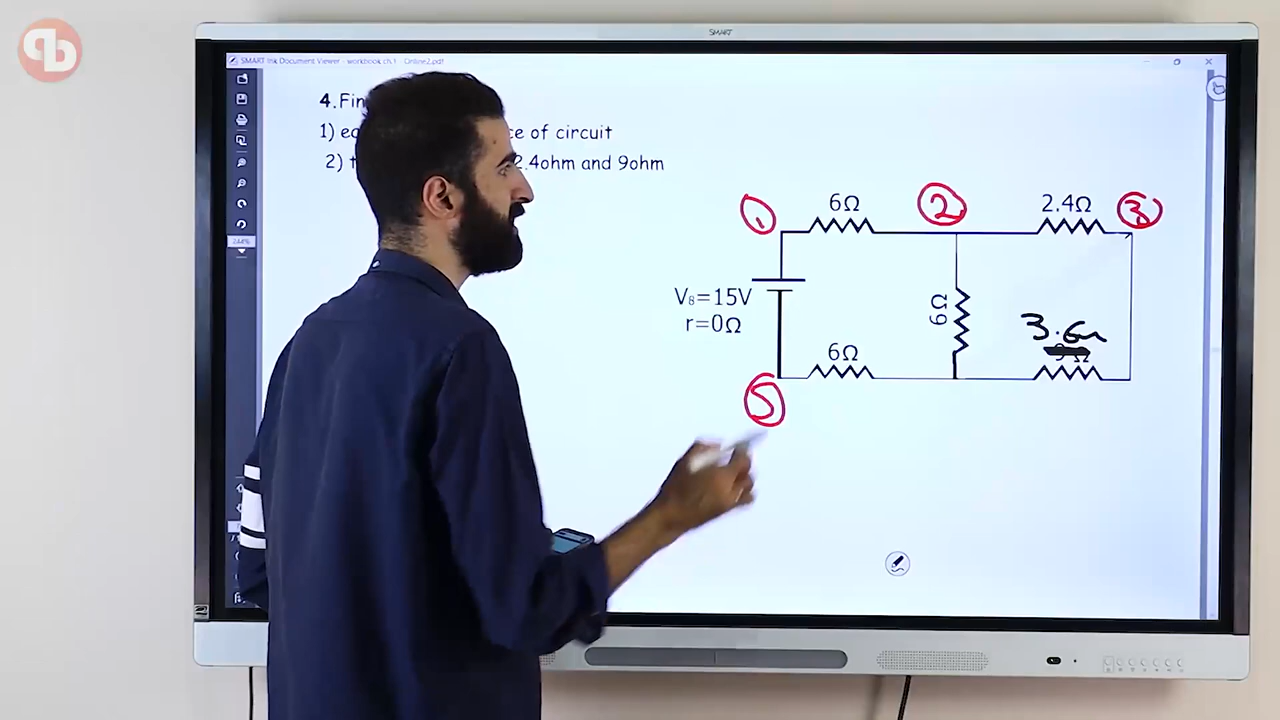 SMART
SMART Ink Document Viewer - workbook ch.1 - Online2.pdf
4.Fin
1) e ce of circuit
2) t 2.4ohm and 9ohm
1 6Ω 2 2.4Ω 3
V₈=15V
r=0Ω
6Ω
3.6Ω
6Ω
5
244%